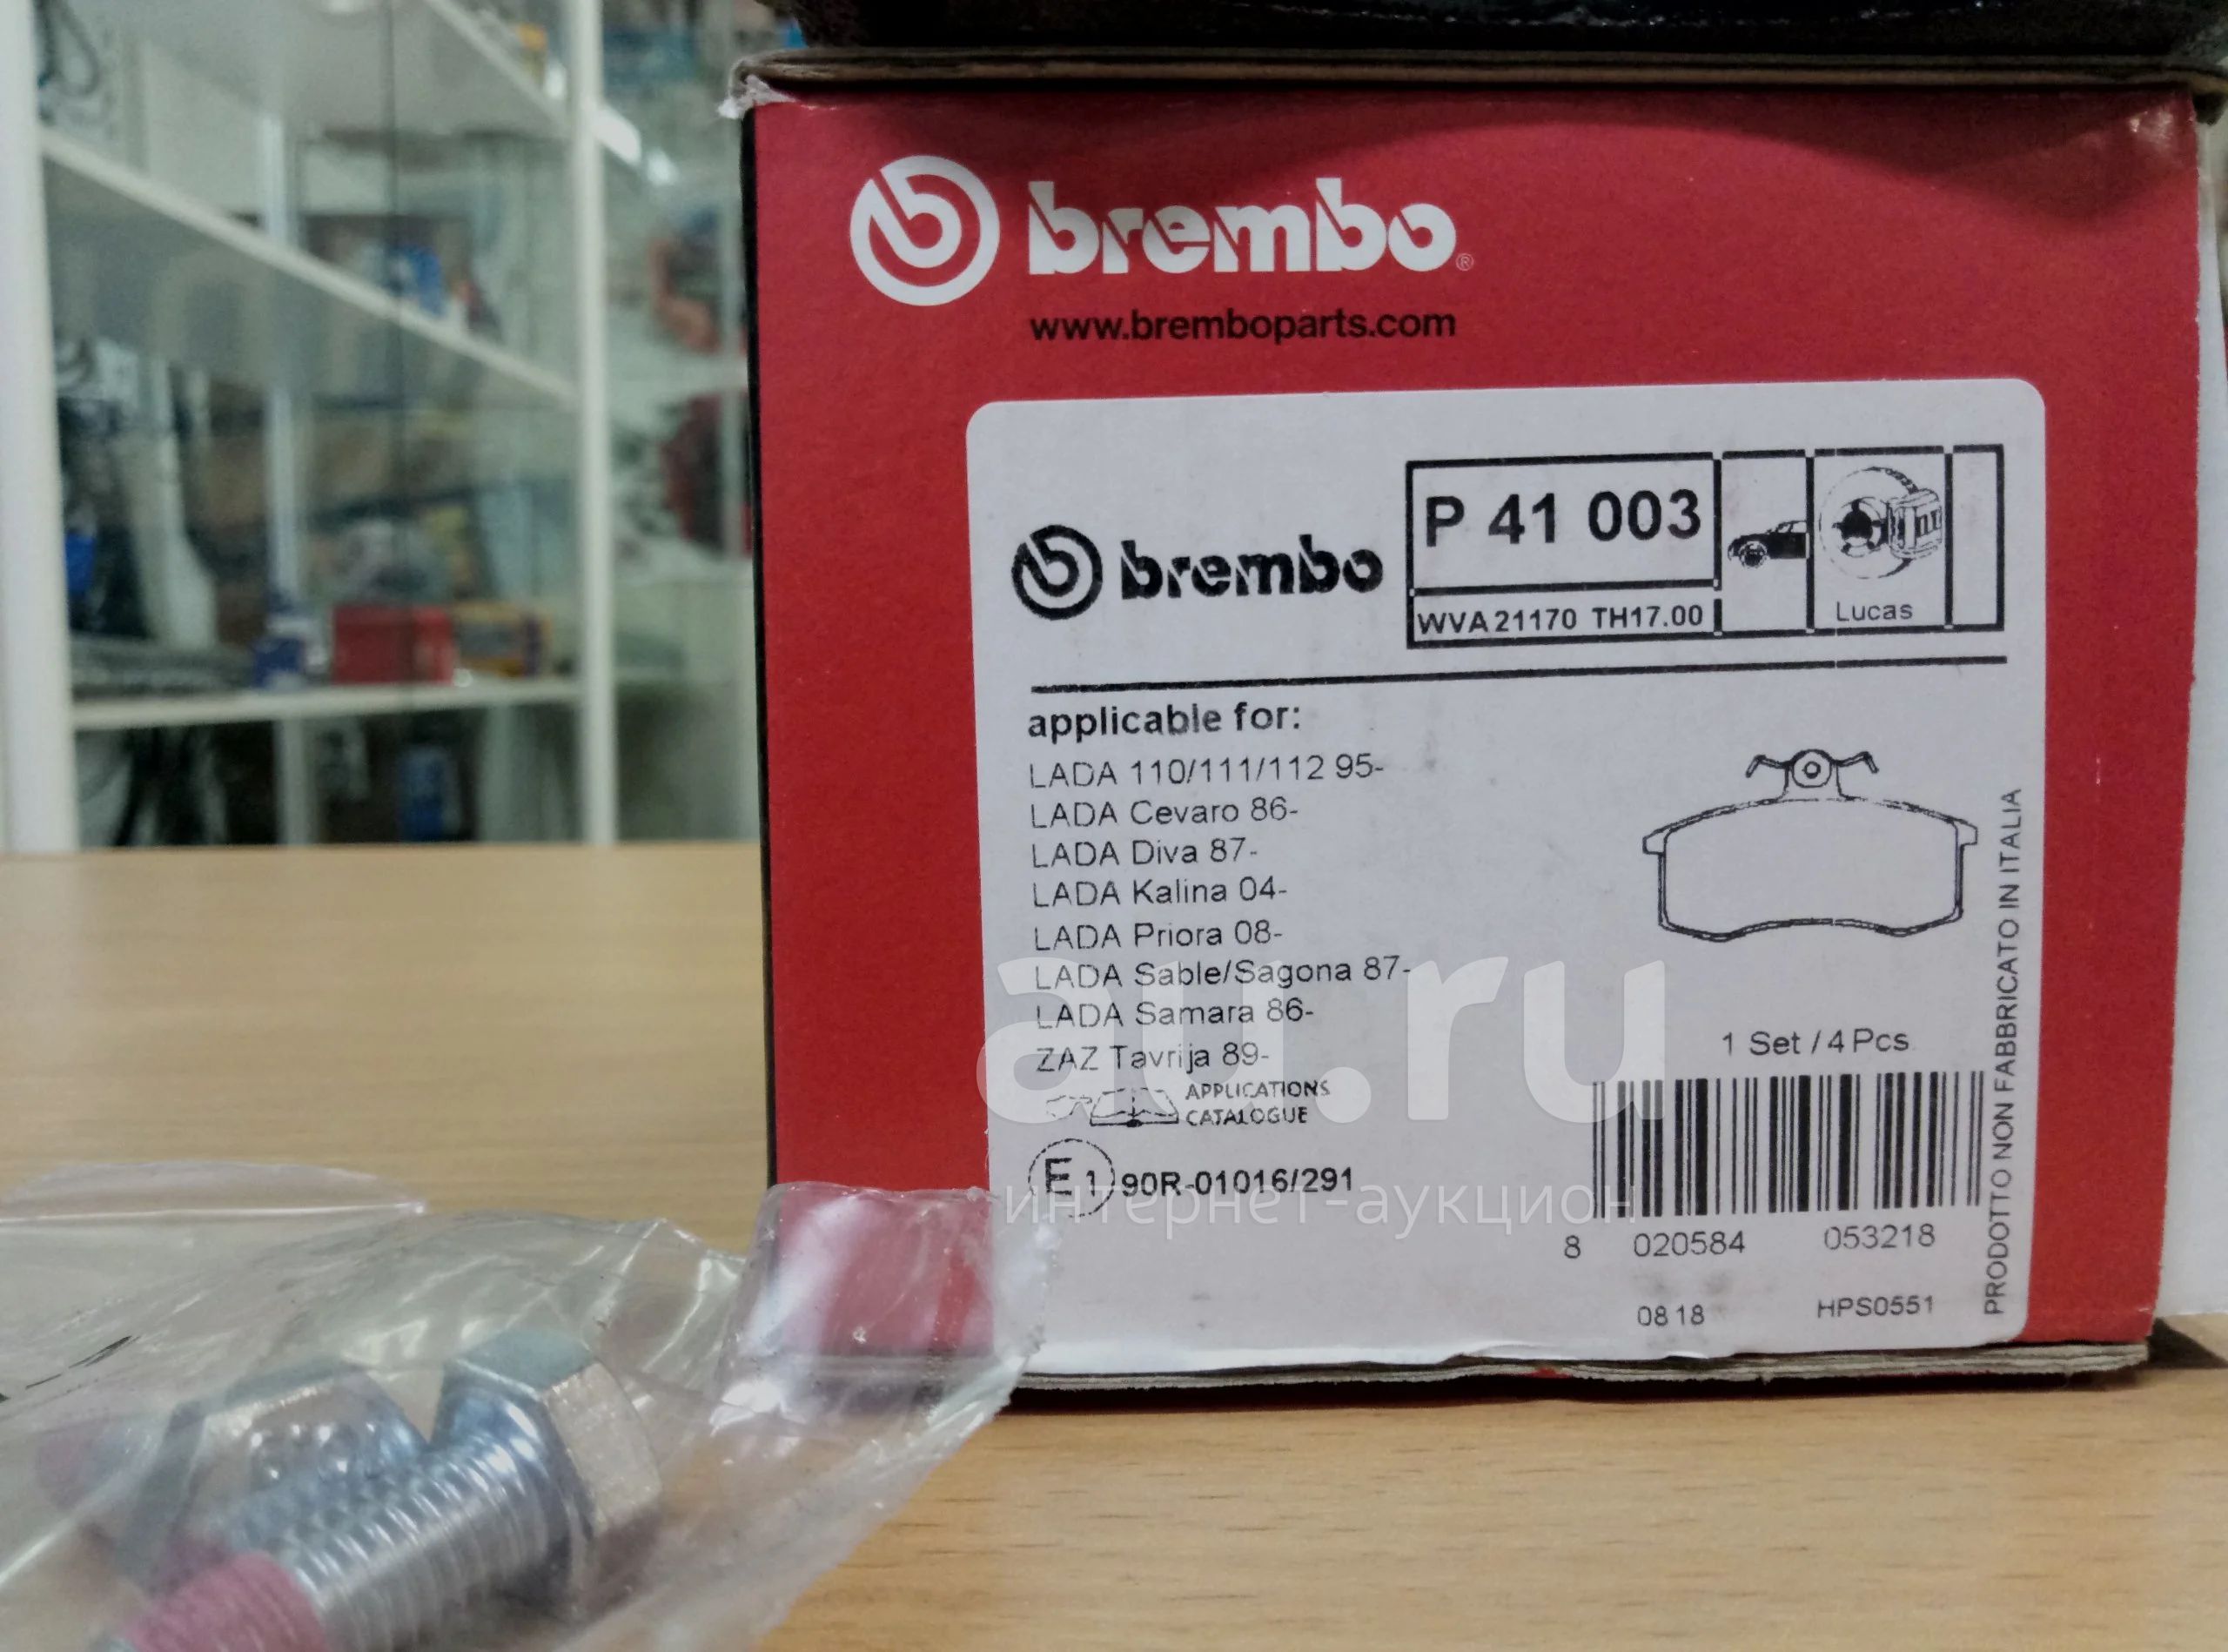 brembo®
www.bremboparts.com
brembo
P 41 003
WVA 21170 TH17.00
Lucas
applicable for:
LADA 110/111/112 95-
LADA Cevaro 86-
LADA Diva 87-
LADA Kalina 04-
LADA Priora 08-
LADA Sable/Sagona 87-
LADA Samara 86-
ZAZ Tavrija 89-
APPLICATIONS
CATALOGUE
E1 90R-01016/291
1 Set / 4 Pcs
8 020584 053218
0818 HPS0551
PRODOTTO NON FABBRICATO IN ITALIA
au.ru
интернет-аукцион